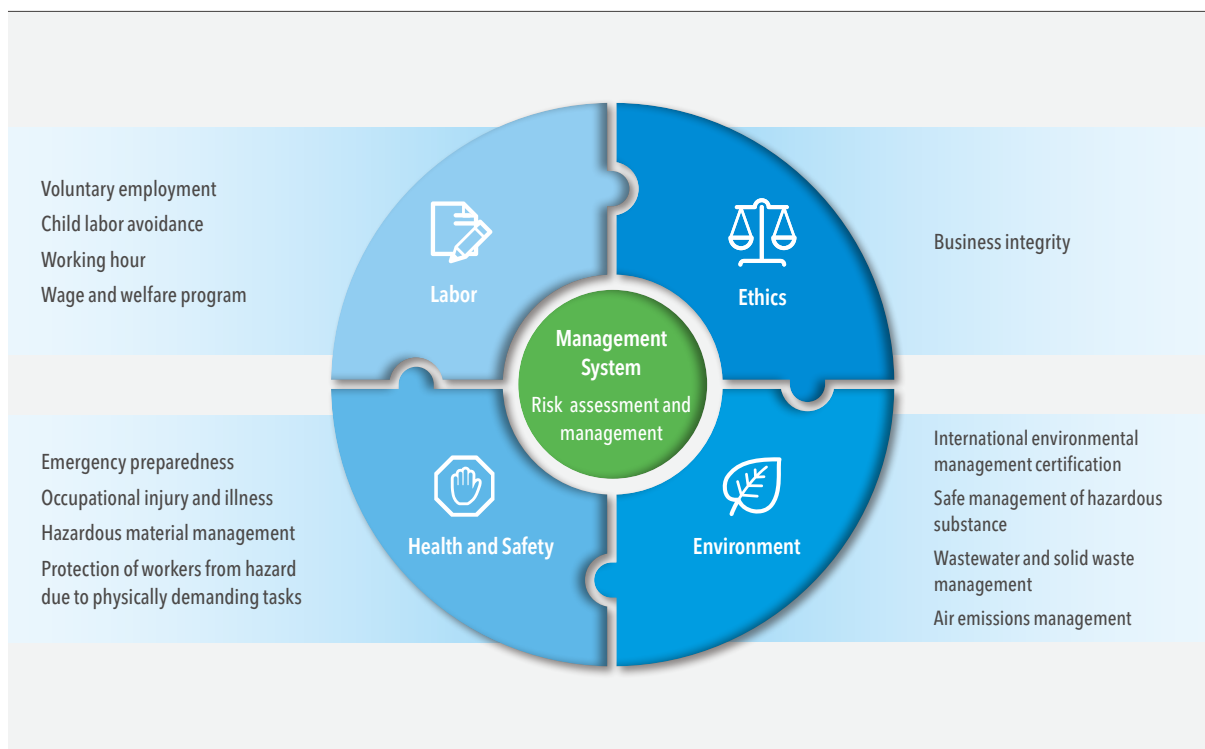 Voluntary employment
Child labor avoidance
Working hour
Wage and welfare program
Labor
Ethics
Business integrity
Management
System
Risk assessment and
management
Emergency preparedness
Occupational injury and illness
Hazardous material management
Protection of workers from hazard
due to physically demanding tasks
Health and Safety
Environment
International environmental
management certification
Safe management of hazardous
substance
Wastewater and solid waste
management
Air emissions management